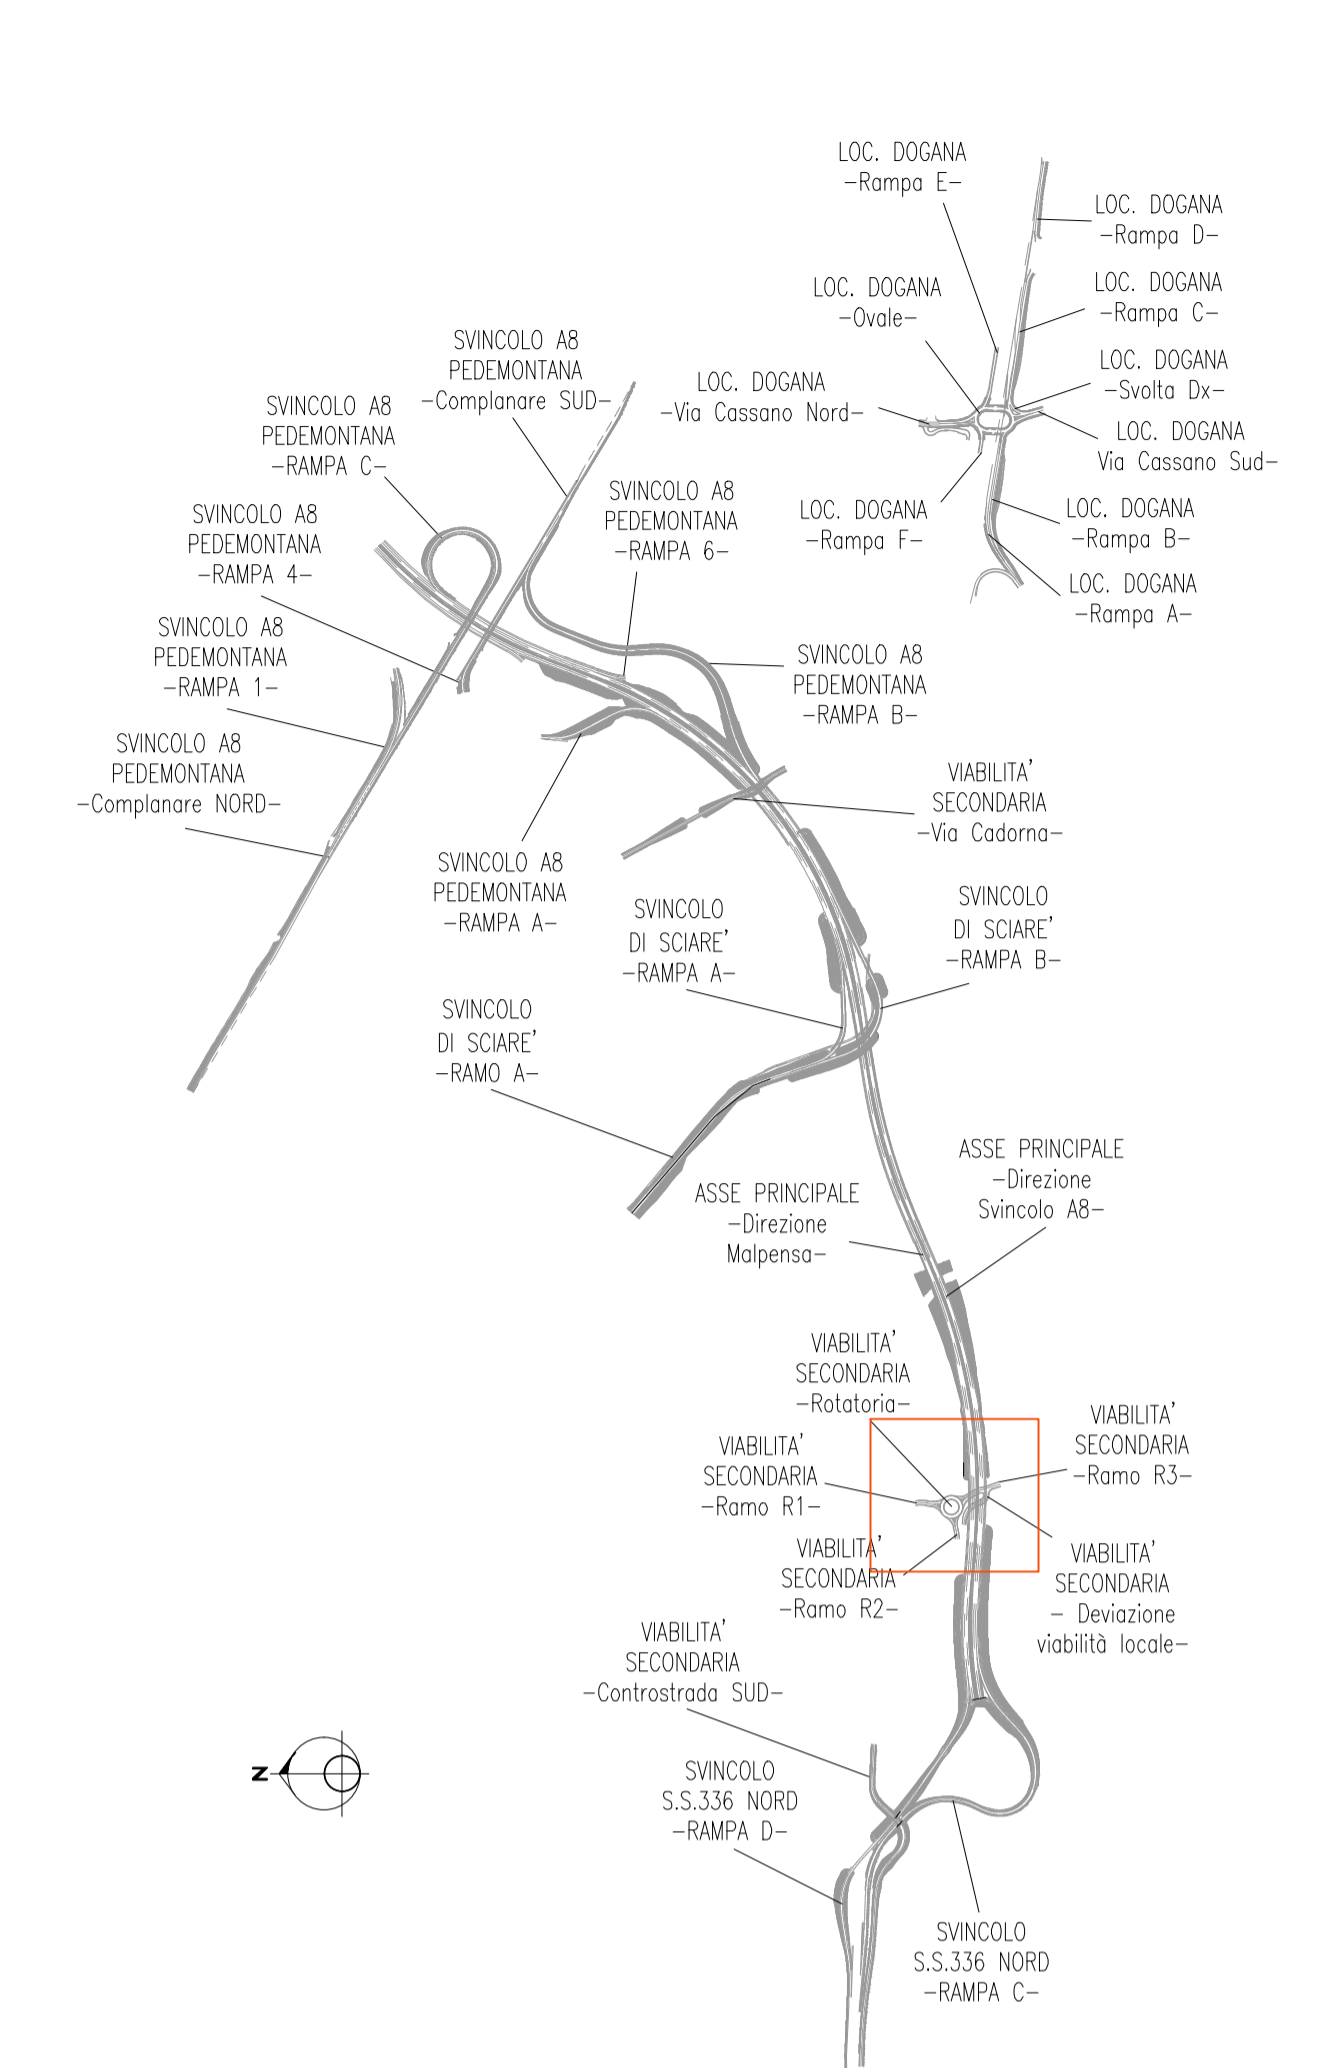 LOC. DOGANA
-Rampa E-
LOC. DOGANA
-Rampa D-
LOC. DOGANA
-Ovale-
LOC. DOGANA
-Rampa C-
SVINCOLO A8
PEDEMONTANA
-Complanare SUD-
LOC. DOGANA
-Svolta Dx-
LOC. DOGANA
-Via Cassano Nord-
SVINCOLO A8
PEDEMONTANA
-RAMPA C-
LOC. DOGANA
Via Cassano Sud-
SVINCOLO A8
PEDEMONTANA
-RAMPA 6-
LOC. DOGANA
-Rampa F-
LOC. DOGANA
-Rampa B-
SVINCOLO A8
PEDEMONTANA
-RAMPA 4-
LOC. DOGANA
-Rampa A-
SVINCOLO A8
PEDEMONTANA
-RAMPA 1-
SVINCOLO A8
PEDEMONTANA
-RAMPA B-
SVINCOLO A8
PEDEMONTANA
-Complanare NORD-
VIABILITA'
SECONDARIA
-Via Cadorna-
SVINCOLO A8
PEDEMONTANA
-RAMPA A-
SVINCOLO
DI SCIARE'
-RAMPA A-
SVINCOLO
DI SCIARE'
-RAMPA B-
SVINCOLO
DI SCIARE'
-RAMO A-
ASSE PRINCIPALE
-Direzione
Svincolo A8-
ASSE PRINCIPALE
-Direzione
Malpensa-
VIABILITA'
SECONDARIA
-Rotatoria-
VIABILITA'
SECONDARIA
-Ramo R3-
VIABILITA'
SECONDARIA
-Ramo R1-
VIABILITA'
SECONDARIA
-Ramo R2-
VIABILITA'
SECONDARIA
- Deviazione
viabilità locale-
VIABILITA'
SECONDARIA
-Controstrada SUD-
N
SVINCOLO
S.S.336 NORD
-RAMPA D-
SVINCOLO
S.S.336 NORD
-RAMPA C-